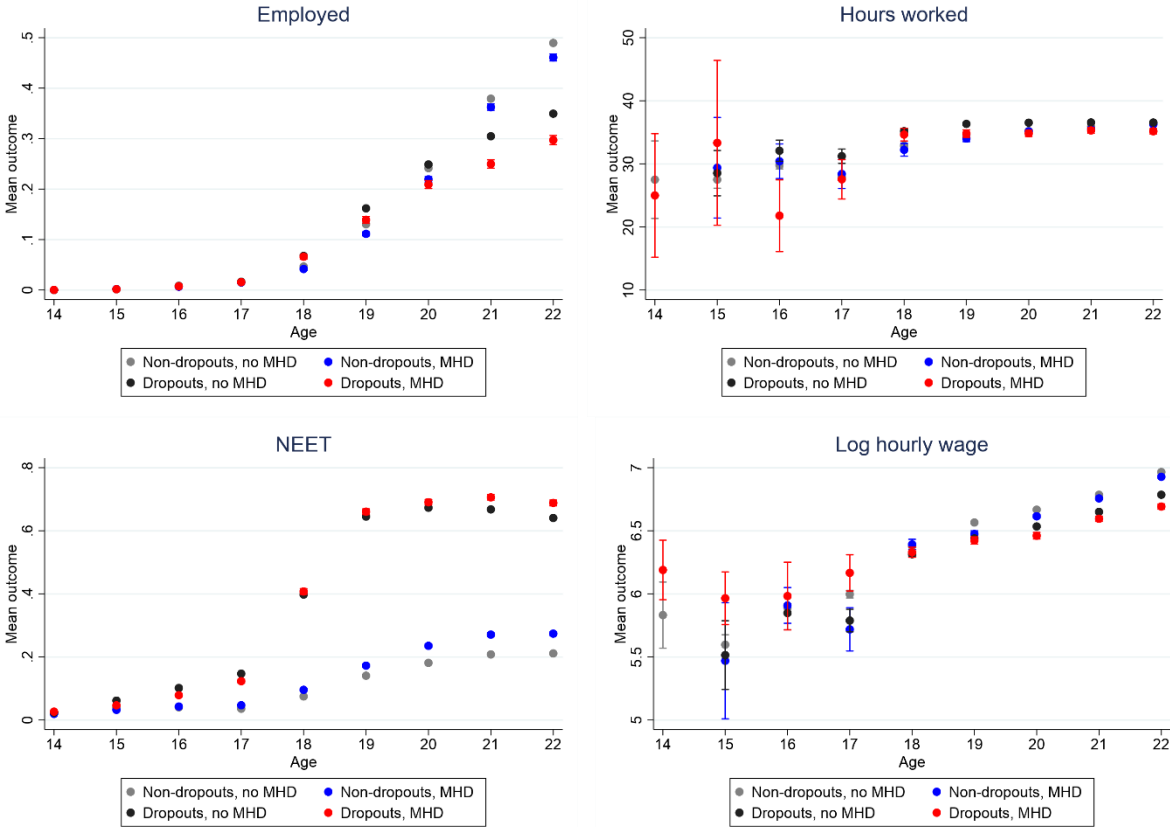 Employed
Mean outcome
0 .1 .2 .3 .4 .5
14 15 16 17 18 19 20 21 22
Age
Non-dropouts, no MHD Non-dropouts, MHD
Dropouts, no MHD Dropouts, MHD
Hours worked
Mean outcome
10 20 30 40 50
14 15 16 17 18 19 20 21 22
Age
Non-dropouts, no MHD Non-dropouts, MHD
Dropouts, no MHD Dropouts, MHD
NEET
Mean outcome
0 .2 .4 .6 .8
14 15 16 17 18 19 20 21 22
Age
Non-dropouts, no MHD Non-dropouts, MHD
Dropouts, no MHD Dropouts, MHD
Log hourly wage
Mean outcome
5 5.5 6 6.5 7
14 15 16 17 18 19 20 21 22
Age
Non-dropouts, no MHD Non-dropouts, MHD
Dropouts, no MHD Dropouts, MHD